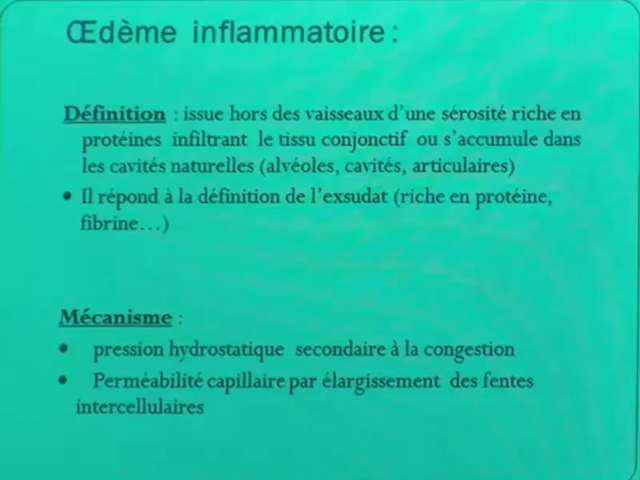 Œdème inflammatoire :
Définition : issue hors des vaisseaux d'une sérosité riche en
protéines infiltrant le tissu conjonctif ou s'accumule dans
les cavités naturelles (alvéoles, cavités, articulaires)
• Il répond à la définition de l'exsudat (riche en protéine,
fibrine…)
Mécanisme :
• pression hydrostatique secondaire à la congestion
• Perméabilité capillaire par élargissement des fentes
intercellulaires